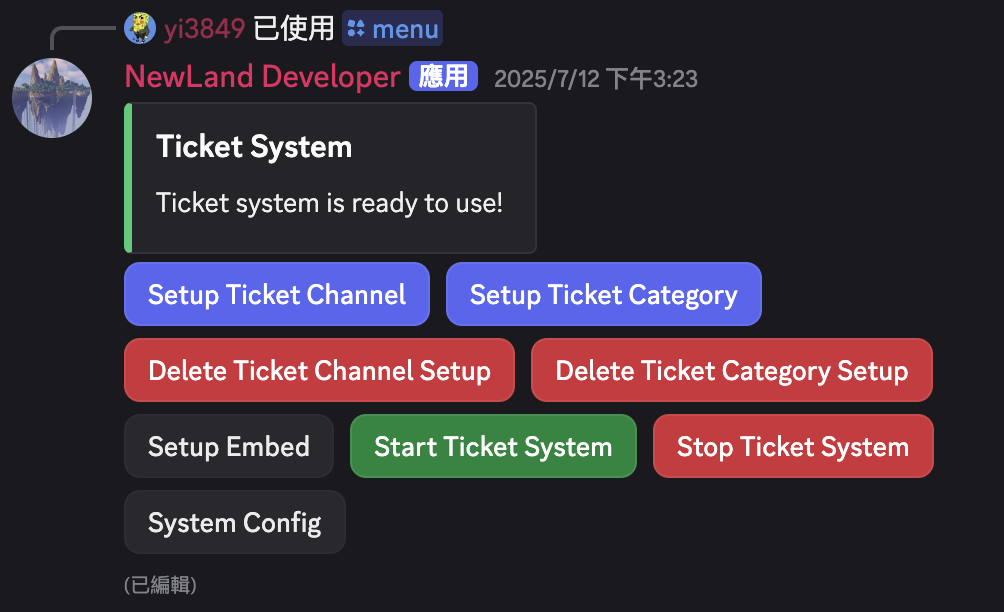 yi3849 已使用 menu
NewLand Developer 應用 2025/7/12 下午3:23
Ticket System
Ticket system is ready to use!
Setup Ticket Channel Setup Ticket Category
Delete Ticket Channel Setup Delete Ticket Category Setup
Setup Embed Start Ticket System Stop Ticket System
System Config
(已編輯)